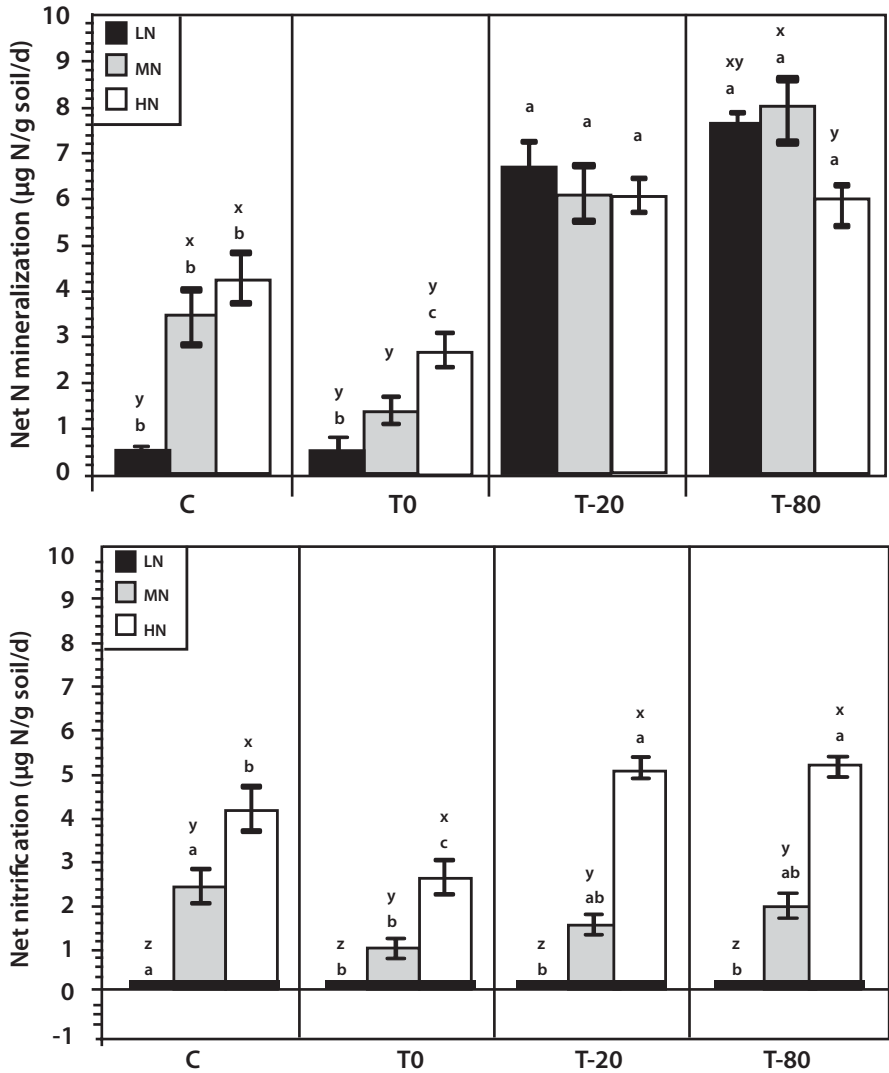 Net N mineralization (µg N/g soil/d)
10
9
8
7
6
5
4
3
2
1
0
LN
MN
HN
y
b
x
b
x
b
y
b
y
y
c
a
a
a
xy
a
x
a
y
a
C T0 T-20 T-80
Net nitrification (µg N/g soil/d)
10
9
8
7
6
5
4
3
2
1
0
-1
LN
MN
HN
z
a
y
a
x
b
z
b
y
b
x
c
z
b
y
ab
x
a
z
b
y
ab
x
a
C T0 T-20 T-80